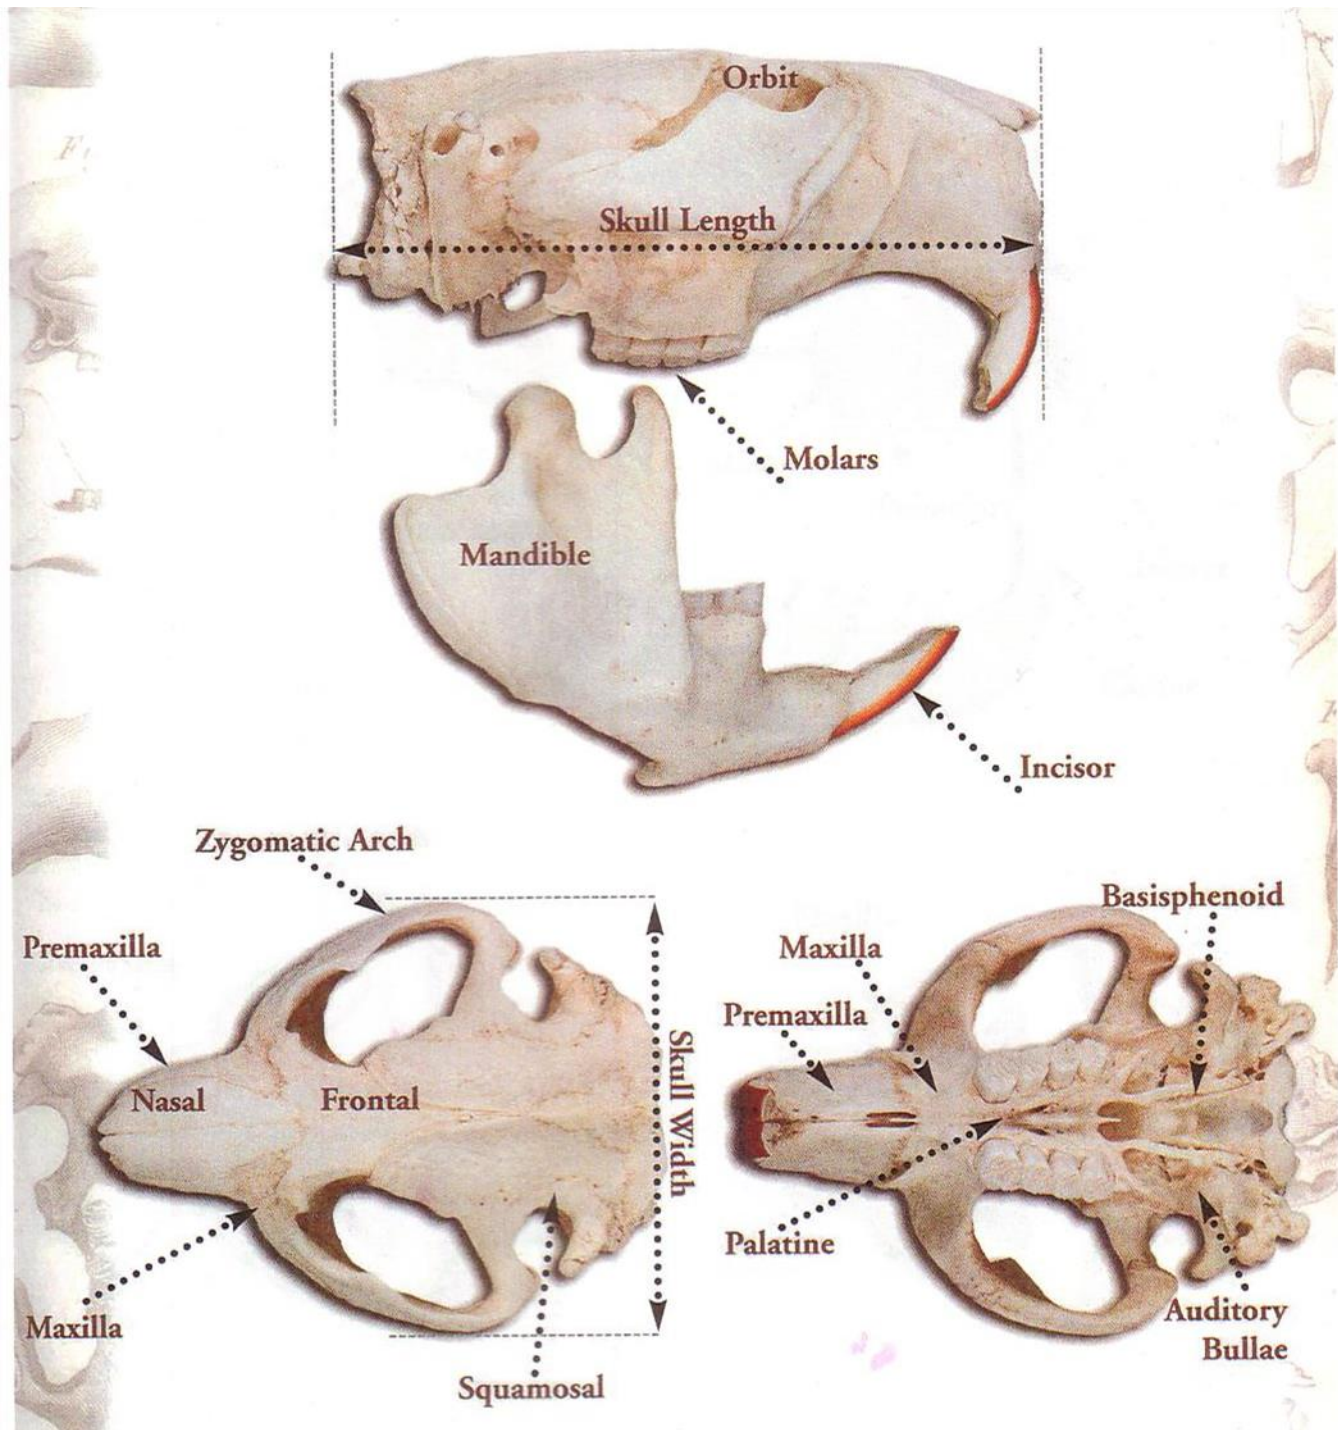 Orbit
Skull Length
Molars
Mandible
Incisor
Zygomatic Arch
Basisphenoid
Premaxilla
Maxilla
Premaxilla
Nasal
Frontal
Skull Width
Palatine
Maxilla
Auditory
Bullae
Squamosal